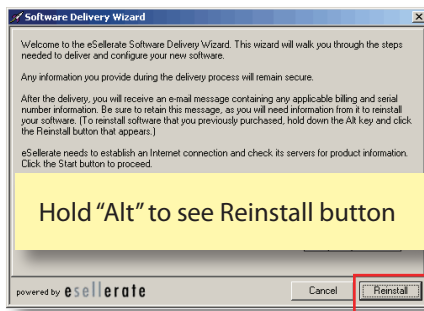 Software Delivery Wizard
Welcome to the eSellerate Software Delivery Wizard. This wizard will walk you through the steps
needed to deliver and configure your new software.
Any information you provide during the delivery process will remain secure.
After the delivery, you will receive an e-mail message containing any applicable billing and serial
number information. Be sure to retain this message, as you will need information from it to reinstall
your software. (To reinstall software that you previously purchased, hold down the Alt key and click
the Reinstall button that appears.)
eSellerate needs to establish an Internet connection and check its servers for product information.
Click the Start button to proceed.
Hold "Alt" to see Reinstall button
powered by esellerate
Cancel
Reinstall